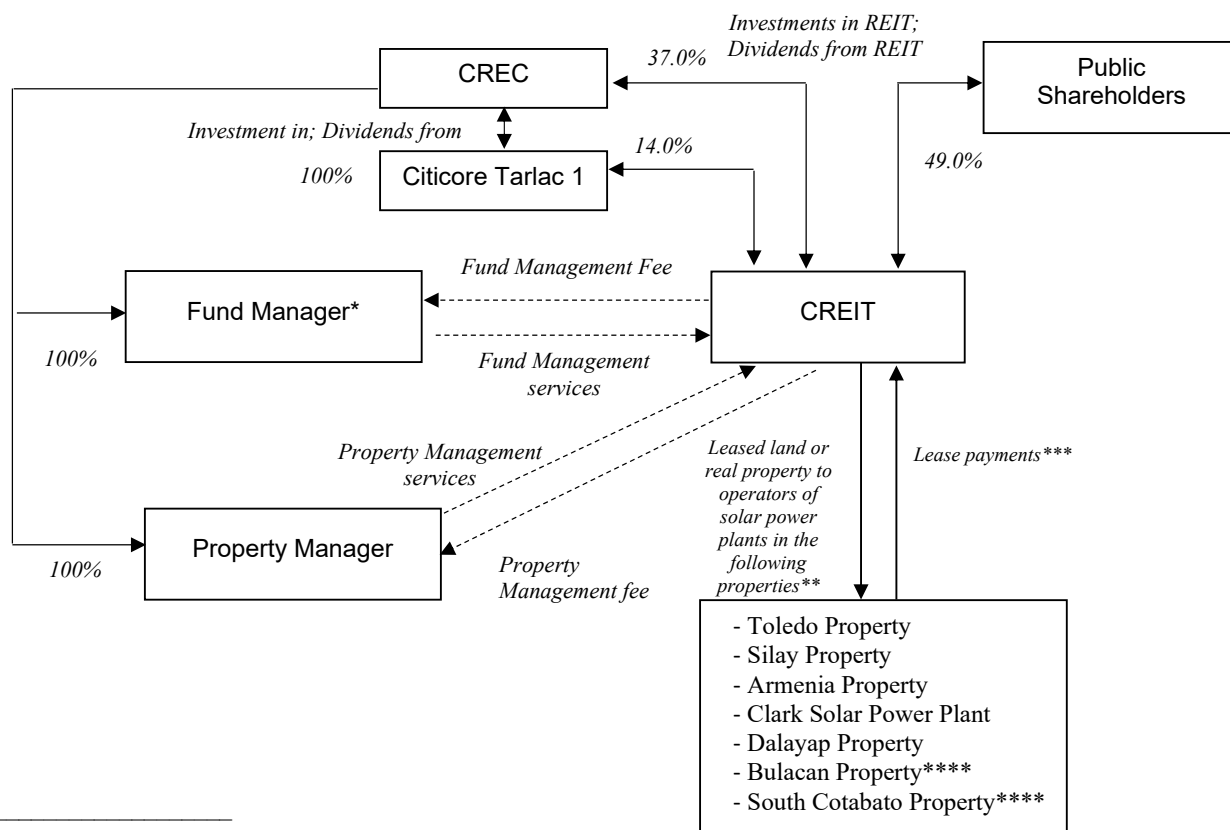 Investments in REIT;
Dividends from REIT
CREC
37.0%
Public
Shareholders
Investment in; Dividends from
14.0%
100%
Citicore Tarlac 1
49.0%
Fund Management Fee
Fund Manager*
CREIT
100%
Fund Management
services
Property Management
services
Leased land or
real property to
operators of
solar power
plants in the
following
properties**
Lease payments***
Property Manager
100%
Property
Management fee
- Toledo Property
- Silay Property
- Armenia Property
- Clark Solar Power Plant
- Dalayap Property
- Bulacan Property****
- South Cotabato Property****